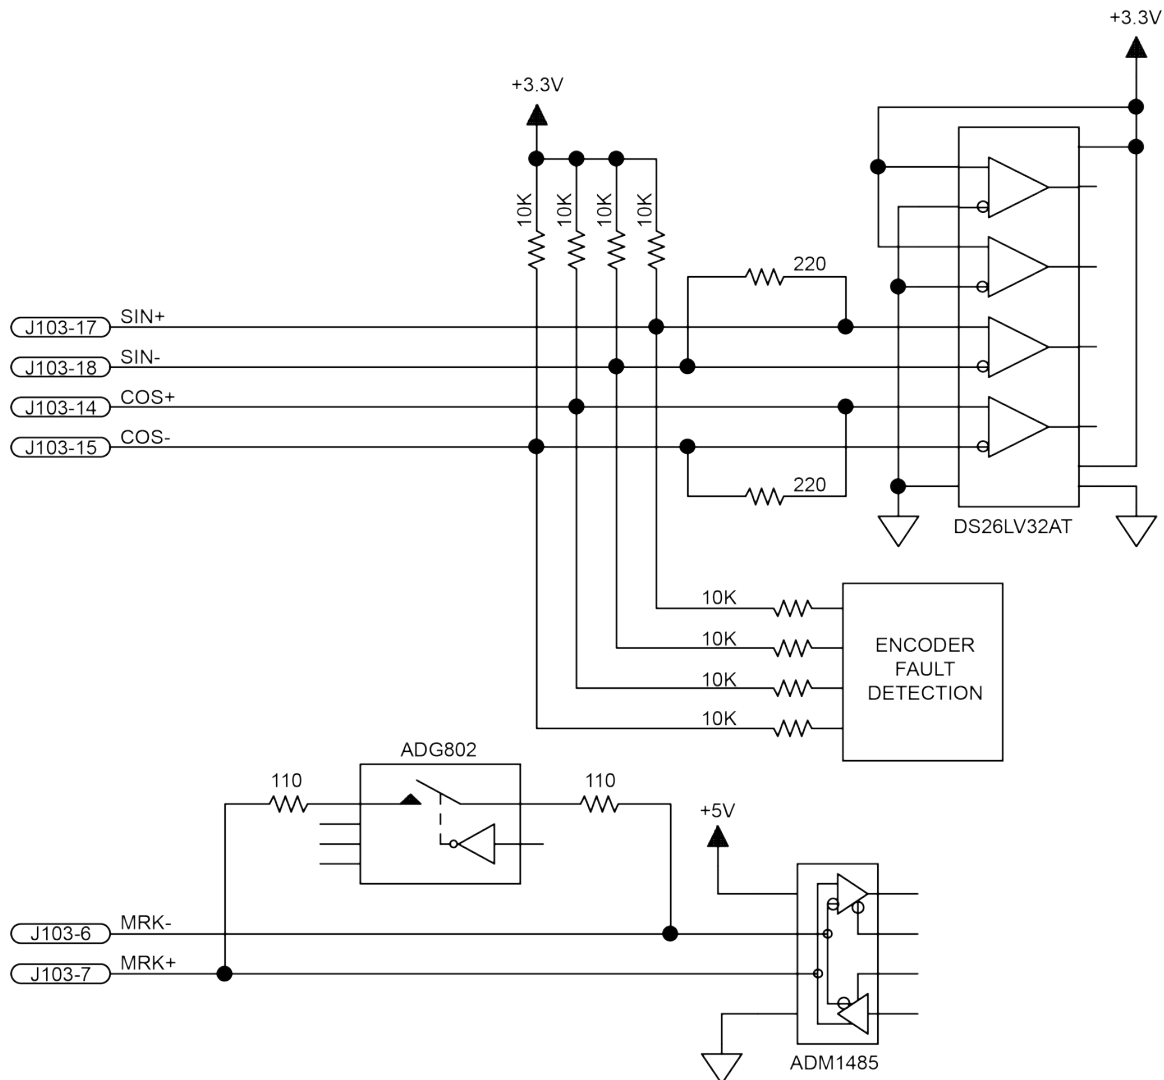 +3.3V
+3.3V
10K
10K
10K
10K
220
J103-17 SIN+
J103-18 SIN-
J103-14 COS+
J103-15 COS-
220
DS26LV32AT
10K
10K
10K
10K
ENCODER
FAULT
DETECTION
ADG802
110
110
+5V
J103-6 MRK-
J103-7 MRK+
ADM1485